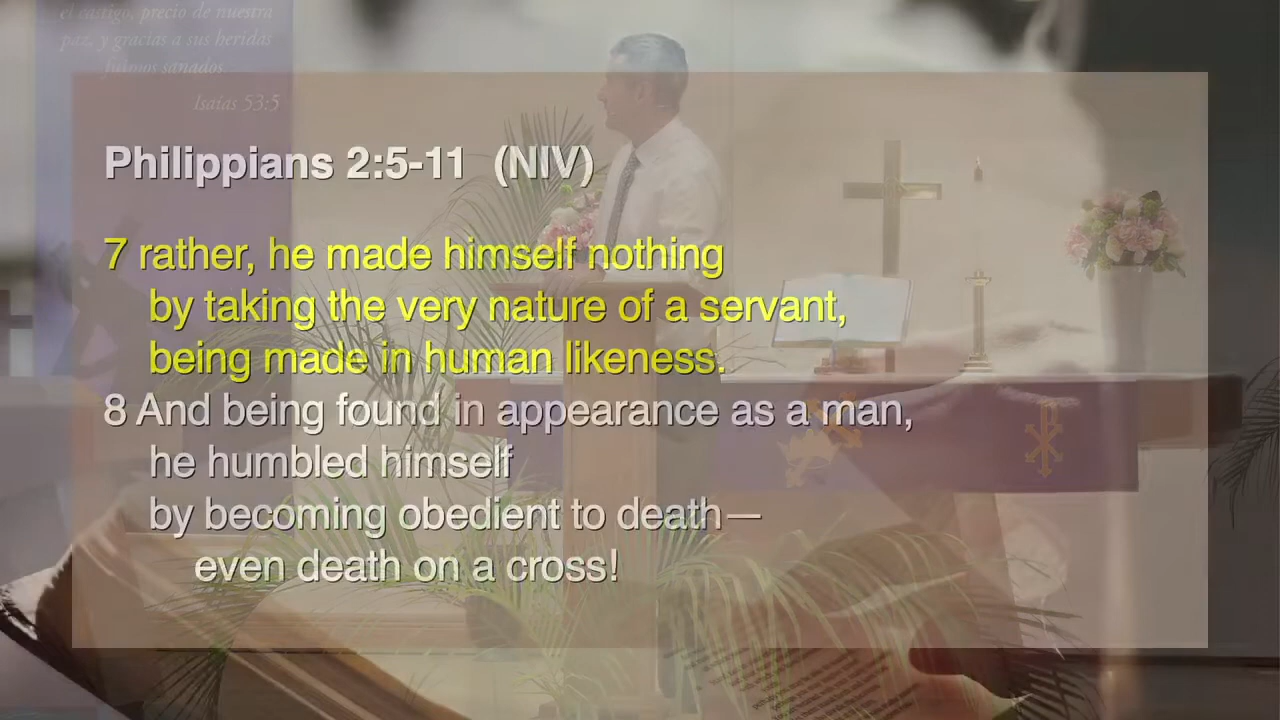 el castigo, precio de nuestra
paz, y gracias a sus heridas
fuimos sanados.
Isaías 53:5
Philippians 2:5-11 (NIV)
7 rather, he made himself nothing
by taking the very nature of a servant,
being made in human likeness.
8 And being found in appearance as a man,
he humbled himself
by becoming obedient to death—
even death on a cross!